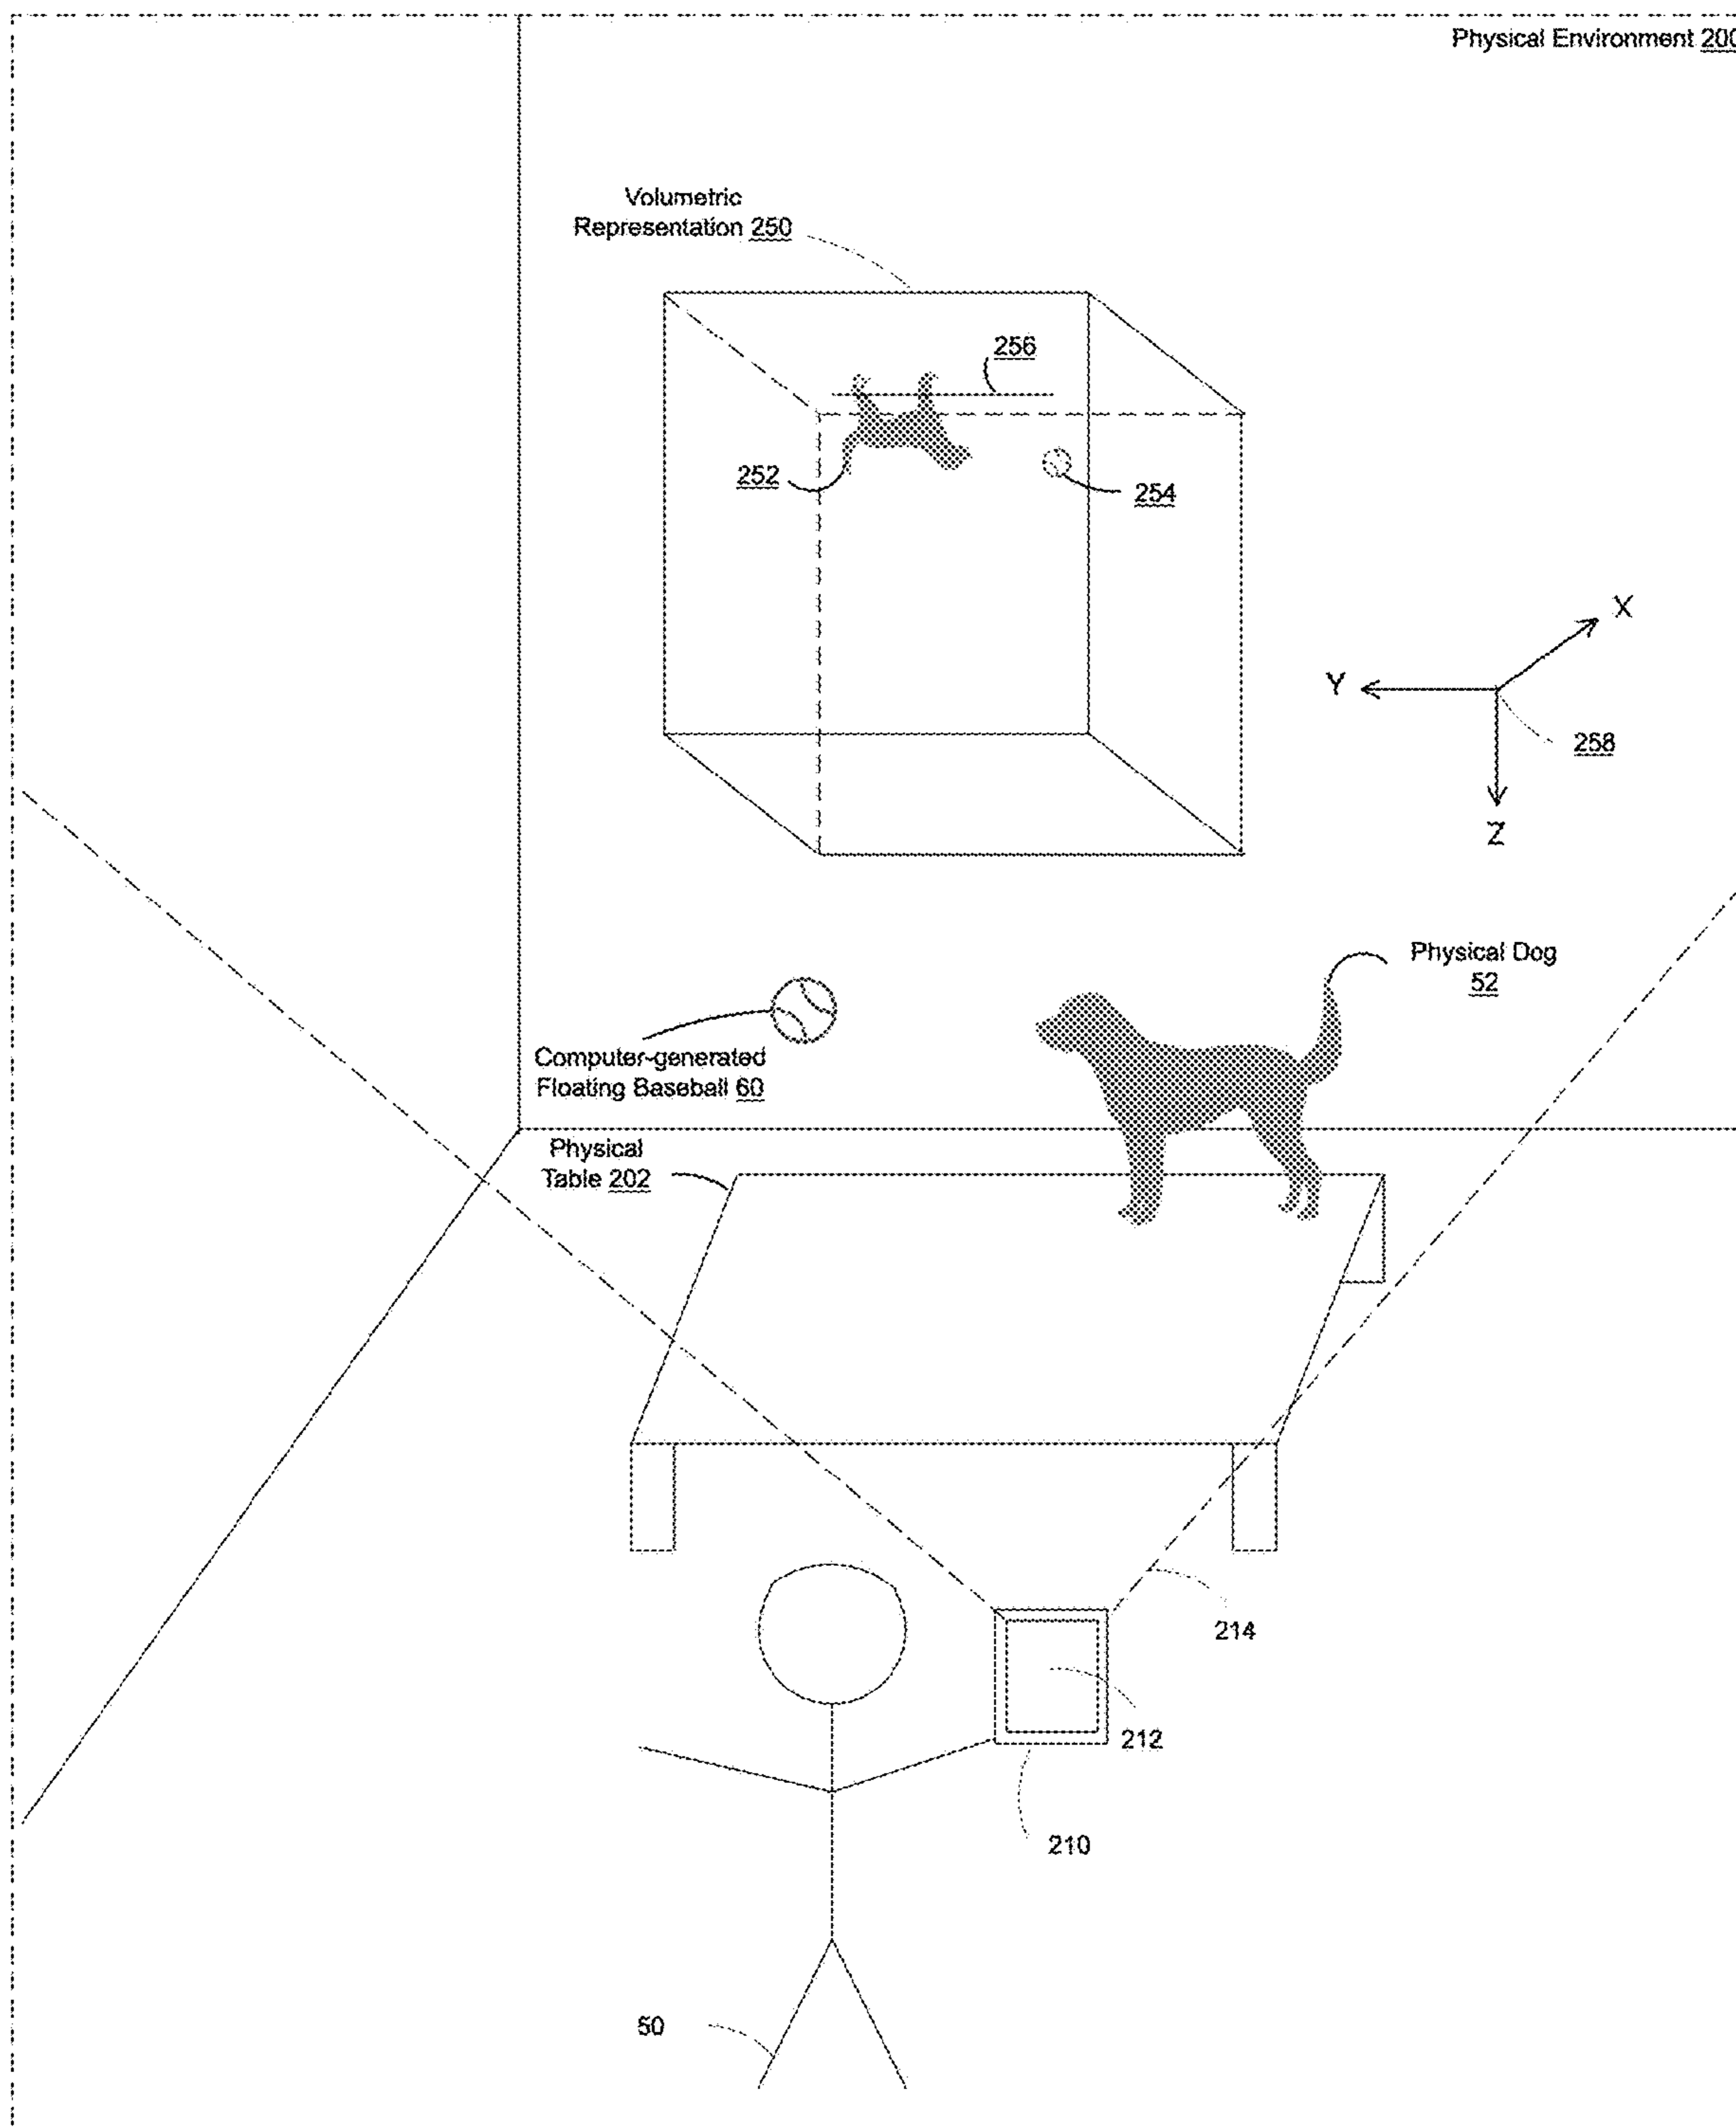 Physical Environment 200
Volumetric
Representation 250
256
252
254
X
Y
258
Z
Physical Dog
52
Computer-generated
Floating Baseball 60
Physical
Table 202
214
212
210
50